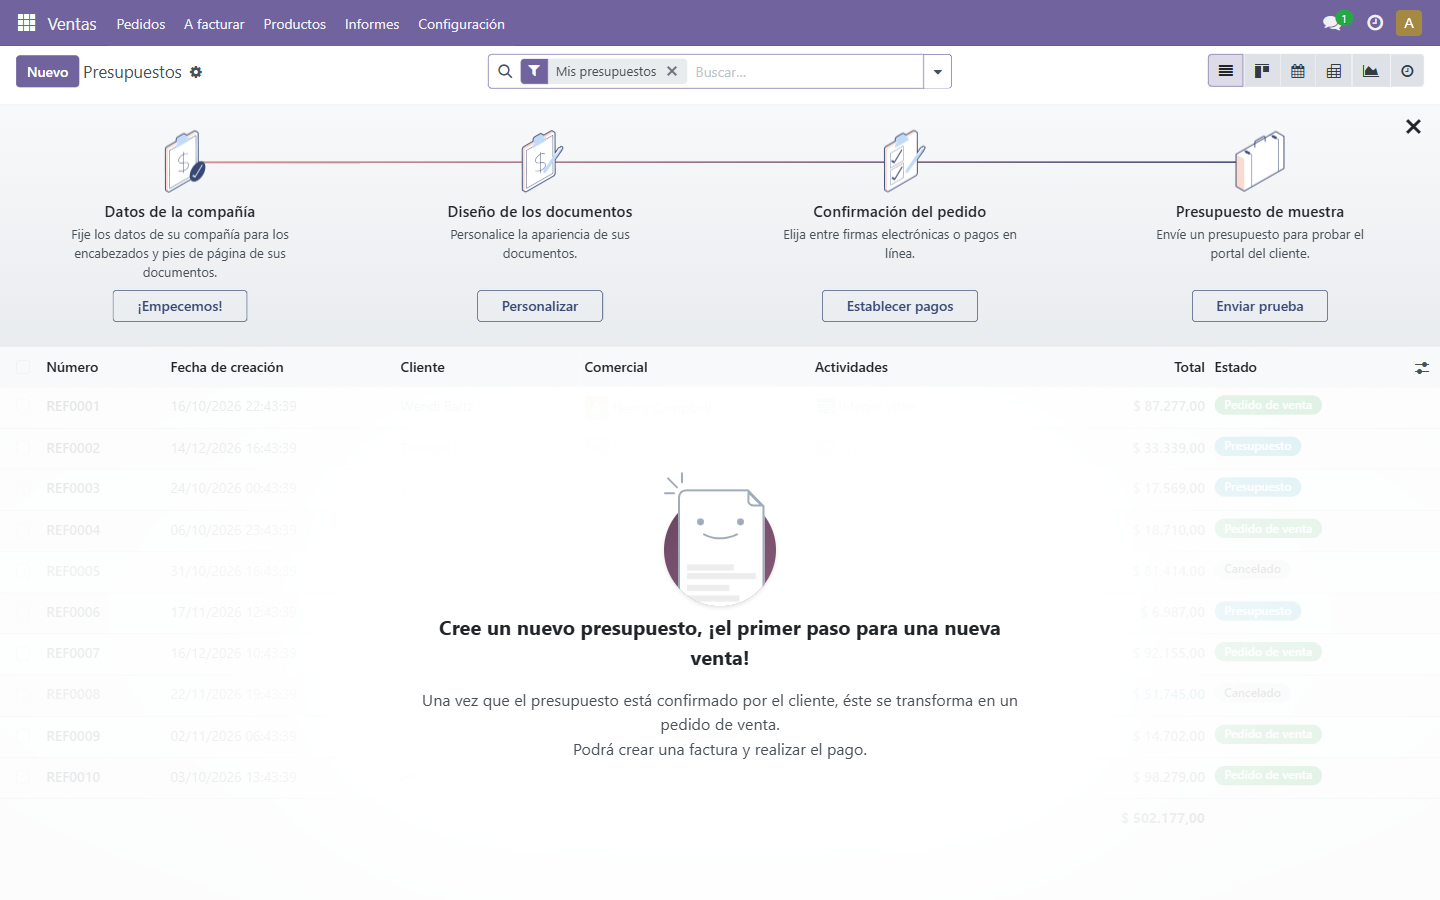 Ventas Pedidos A facturar Productos Informes Configuración 1 A
Nuevo Presupuestos Mis presupuestos Buscar...
Datos de la compañía
Fije los datos de su compañía para los
encabezados y pies de página de sus
documentos.
¡Empecemos!
Diseño de los documentos
Personalice la apariencia de sus
documentos.
Personalizar
Confirmación del pedido
Elija entre firmas electrónicas o pagos en
línea.
Establecer pagos
Presupuesto de muestra
Envíe un presupuesto para probar el
portal del cliente.
Enviar prueba
Número Fecha de creación Cliente Comercial Actividades Total Estado
REF0001 16/10/2026 22:43:39 $ 87.277,00 Pedido de venta
REF0002 14/12/2026 16:43:39 $ 33.339,00 Presupuesto
REF0003 24/10/2026 00:43:39 $ 17.569,00 Presupuesto
REF0004 06/10/2026 23:43:39 $ 18.710,00 Pedido de venta
REF0005 31/10/2026 $ 81.414,00 Cancelado
REF0006 17/11/2026 12:43:39 $ 6.987,00 Presupuesto
REF0007 16/12/2026 10:43:39 $ 92.155,00 Pedido de venta
REF0008 22/11/2026 $ 51.745,00 Cancelado
REF0009 02/11/2026 06:43:39 $ 14.702,00 Pedido de venta
REF0010 03/10/2026 13:43:39 $ 98.279,00 Pedido de venta
$ 502.177,00
Cree un nuevo presupuesto, ¡el primer paso para una nueva
venta!
Una vez que el presupuesto está confirmado por el cliente, éste se transforma en un
pedido de venta.
Podrá crear una factura y realizar el pago.